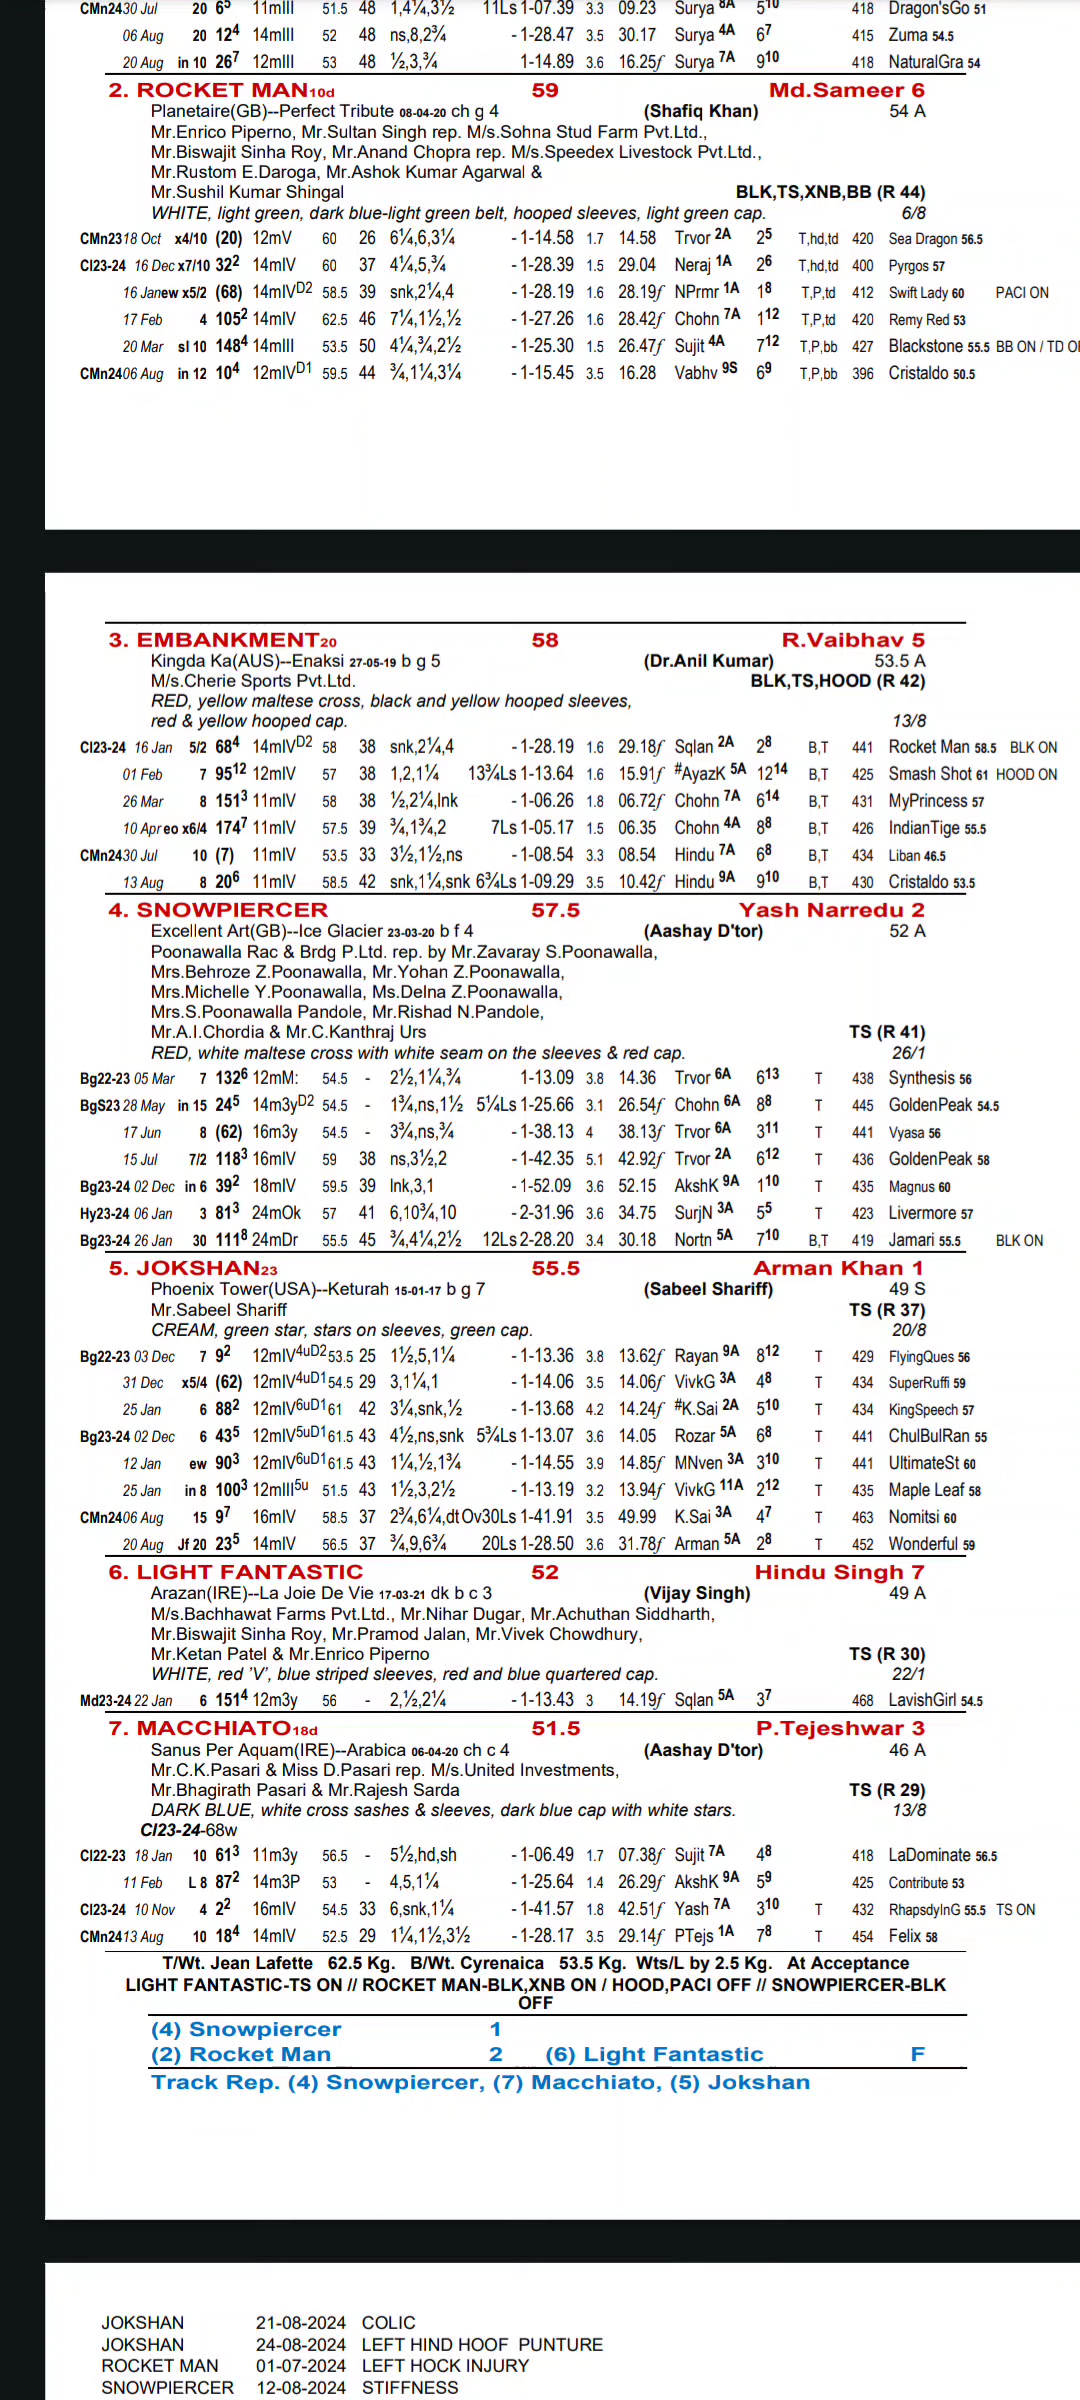 CMn2430 Jul 20 6⁵ 11mIII 51.5 48 1,4¼,3½ 11Ls 1-07.39 3.3 09.23 Surya 8A 5¹⁰ 418 Dragon'sGo 51
06 Aug 20 12⁴ 14mIII 52 48 ns,8,2¾ - 1-28.47 3.5 30.17 Surya 4A 6⁷ 415 Zuma 54.5
20 Aug in 10 26⁷ 12mIII 53 48 ½,3,¾ 1-14.89 3.6 16.25f Surya 7A 9¹⁰ 418 NaturalGra 54
2. ROCKET MAN10d 59 Md.Sameer 6
Planetaire(GB)--Perfect Tribute 08-04-20 ch g 4 (Shafiq Khan) 54 A
Mr.Enrico Piperno, Mr.Sultan Singh rep. M/s.Sohna Stud Farm Pvt.Ltd.,
Mr.Biswajit Sinha Roy, Mr.Anand Chopra rep. M/s.Speedex Livestock Pvt.Ltd.,
Mr.Rustom E.Daroga, Mr.Ashok Kumar Agarwal &
Mr.Sushil Kumar Shingal BLK,TS,XNB,BB (R 44)
WHITE, light green, dark blue-light green belt, hooped sleeves, light green cap. 6/8
CMn2318 Oct x4/10 (20) 12mV 60 26 6¼,6,3¼ - 1-14.58 1.7 14.58 Trvor 2A 2⁵ T,hd,td 420 Sea Dragon 56.5
Cl23-24 16 Dec x7/10 32² 14mIV 60 37 4¼,5,¾ - 1-28.39 1.5 29.04 Neraj 1A 2⁶ T,hd,td 400 Pyrgos 57
16 Janew x5/2 (68) 14mIVD2 58.5 39 snk,2¼,4 - 1-28.19 1.6 28.19f NPrmr 1A 1⁸ T,P,td 412 Swift Lady 60 PACI ON
17 Feb 4 105² 14mIV 62.5 46 7¼,1½,½ - 1-27.26 1.6 28.42f Chohn 7A 1¹² T,P,td 420 Remy Red 53
20 Mar sl 10 148⁴ 14mIII 53.5 50 4¼,¾,2½ - 1-25.30 1.5 26.47f Sujit 4A 7¹² T,P,bb 427 Blackstone 55.5 BB ON / TD O
CMn2406 Aug in 12 10⁴ 12mIVD1 59.5 44 ¾,1¼,3¼ - 1-15.45 3.5 16.28 Vabhv 9S 6⁹ T,P,bb 396 Cristaldo 50.5
3. EMBANKMENT20 58 R.Vaibhav 5
Kingda Ka(AUS)--Enaksi 27-05-19 b g 5 (Dr.Anil Kumar) 53.5 A
M/s.Cherie Sports Pvt.Ltd. BLK,TS,HOOD (R 42)
RED, yellow maltese cross, black and yellow hooped sleeves,
red & yellow hooped cap. 13/8
Cl23-24 16 Jan 5/2 68⁴ 14mIVD2 58 38 snk,2¼,4 - 1-28.19 1.6 29.18f Sqlan 2A 2⁸ B,T 441 Rocket Man 58.5 BLK ON
01 Feb 7 95¹² 12mIV 57 38 1,2,1¼ 13¾Ls 1-13.64 1.6 15.91f #AyazK 5A 12¹⁴ B,T 425 Smash Shot 61 HOOD ON
26 Mar 8 151³ 11mIV 58 38 ½,2¼,lnk - 1-06.26 1.8 06.72f Chohn 7A 6¹⁴ B,T 431 MyPrincess 57
10 Apreo x6/4 174⁷ 11mIV 57.5 39 ¾,1¾,2 7Ls 1-05.17 1.5 06.35 Chohn 4A 8⁸ B,T 426 IndianTige 55.5
CMn2430 Jul 10 (7) 11mIV 53.5 33 3½,1½,ns - 1-08.54 3.3 08.54 Hindu 7A 6⁸ B,T 434 Liban 46.5
13 Aug 8 20⁶ 11mIV 58.5 42 snk,1¼,snk 6¾Ls 1-09.29 3.5 10.42f Hindu 9A 9¹⁰ B,T 430 Cristaldo 53.5
4. SNOWPIERCER 57.5 Yash Narredu 2
Excellent Art(GB)--Ice Glacier 23-03-20 b f 4 (Aashay D'tor) 52 A
Poonawalla Rac & Brdg P.Ltd. rep. by Mr.Zavaray S.Poonawalla,
Mrs.Behroze Z.Poonawalla, Mr.Yohan Z.Poonawalla,
Mrs.Michelle Y.Poonawalla, Ms.Delna Z.Poonawalla,
Mrs.S.Poonawalla Pandole, Mr.Rishad N.Pandole,
Mr.A.I.Chordia & Mr.C.Kanthraj Urs TS (R 41)
RED, white maltese cross with white seam on the sleeves & red cap. 26/1
Bg22-23 05 Mar 7 132⁶ 12mM: 54.5 - 2½,1¼,¾ 1-13.09 3.8 14.36 Trvor 6A 6¹³ T 438 Synthesis 56
BgS23 28 May in 15 24⁵ 14m3yD2 54.5 - 1¾,ns,1½ 5¼Ls 1-25.66 3.1 26.54f Chohn 6A 8⁸ T 445 GoldenPeak 54.5
17 Jun 8 (62) 16m3y 54.5 - 3¾,ns,¾ - 1-38.13 4 38.13f Trvor 6A 3¹¹ T 441 Vyasa 56
15 Jul 7/2 118³ 16mIV 59 38 ns,3½,2 - 1-42.35 5.1 42.92f Trvor 2A 6¹² T 436 GoldenPeak 58
Bg23-24 02 Dec in 6 39² 18mIV 59.5 39 lnk,3,1 - 1-52.09 3.6 52.15 AkshK 9A 1¹⁰ T 435 Magnus 60
Hy23-24 06 Jan 3 81³ 24mOk 57 41 6,10¾,10 - 2-31.96 3.6 34.75 SurjN 3A 5⁵ T 423 Livermore 57
Bg23-24 26 Jan 30 111⁸ 24mDr 55.5 45 ¾,4¼,2½ 12Ls 2-28.20 3.4 30.18 Nortn 5A 7¹⁰ B,T 419 Jamari 55.5 BLK ON
5. JOKSHAN23 55.5 Arman Khan 1
Phoenix Tower(USA)--Keturah 15-01-17 b g 7 (Sabeel Shariff) 49 S
Mr.Sabeel Shariff TS (R 37)
CREAM, green star, stars on sleeves, green cap. 20/8
Bg22-23 03 Dec 7 9² 12mIV4uD2 53.5 25 1½,5,1¼ - 1-13.36 3.8 13.62f Rayan 9A 8¹² T 429 FlyingQues 56
31 Dec x5/4 (62) 12mIV4uD1 54.5 29 3,1¼,1 - 1-14.06 3.5 14.06f VivkG 3A 4⁸ T 434 SuperRuffi 59
25 Jan 6 88² 12mIV6uD1 61 42 3¼,snk,½ - 1-13.68 4.2 14.24f #K.Sai 2A 5¹⁰ T 434 KingSpeech 57
Bg23-24 02 Dec 6 43⁵ 12mIV5uD1 61.5 43 4½,ns,snk 5¾Ls 1-13.07 3.6 14.05 Rozar 5A 6⁸ T 441 ChulBulRan 55
12 Jan ew 90³ 12mIV6uD1 61.5 43 1¼,½,1¾ - 1-14.55 3.9 14.85f MNven 3A 3¹⁰ T 441 UltimateSt 60
25 Jan in 8 100³ 12mIII5u 51.5 43 1½,3,2½ - 1-13.19 3.2 13.94f VivkG 11A 2¹² T 435 Maple Leaf 58
CMn2406 Aug 15 9⁷ 16mIV 58.5 37 2¾,6¼,dt Ov30Ls 1-41.91 3.5 49.99 K.Sai 3A 4⁷ T 463 Nomitsi 60
20 Aug Jf 20 23⁵ 14mIV 56.5 37 ¾,9,6¾ 20Ls 1-28.50 3.6 31.78f Arman 5A 2⁸ T 452 Wonderful 59
6. LIGHT FANTASTIC 52 Hindu Singh 7
Arazan(IRE)--La Joie De Vie 17-03-21 dk b c 3 (Vijay Singh) 49 A
M/s.Bachhawat Farms Pvt.Ltd., Mr.Nihar Dugar, Mr.Achuthan Siddharth,
Mr.Biswajit Sinha Roy, Mr.Pramod Jalan, Mr.Vivek Chowdhury,
Mr.Ketan Patel & Mr.Enrico Piperno TS (R 30)
WHITE, red 'V', blue striped sleeves, red and blue quartered cap. 22/1
Md23-24 22 Jan 6 151⁴ 12m3y 56 - 2,½,2¼ - 1-13.43 3 14.19f Sqlan 5A 3⁷ 468 LavishGirl 54.5
7. MACCHIATO18d 51.5 P.Tejeshwar 3
Sanus Per Aquam(IRE)--Arabica 06-04-20 ch c 4 (Aashay D'tor) 46 A
Mr.C.K.Pasari & Miss D.Pasari rep. M/s.United Investments,
Mr.Bhagirath Pasari & Mr.Rajesh Sarda TS (R 29)
DARK BLUE, white cross sashes & sleeves, dark blue cap with white stars. 13/8
Cl23-24-68w
Cl22-23 18 Jan 10 61³ 11m3y 56.5 - 5½,hd,sh - 1-06.49 1.7 07.38f Sujit 7A 4⁸ 418 LaDominate 56.5
11 Feb L 8 87² 14m3P 53 - 4,5,1¼ - 1-25.64 1.4 26.29f AkshK 9A 5⁹ 425 Contribute 53
Cl23-24 10 Nov 4 2² 16mIV 54.5 33 6,snk,1¼ - 1-41.57 1.8 42.51f Yash 7A 3¹⁰ T 432 RhapsdyInG 55.5 TS ON
CMn2413 Aug 10 18⁴ 14mIV 52.5 29 1¼,1½,3½ - 1-28.17 3.5 29.14f PTejs 1A 7⁸ T 454 Felix 58
T/Wt. Jean Lafette 62.5 Kg. B/Wt. Cyrenaica 53.5 Kg. Wts/L by 2.5 Kg. At Acceptance
LIGHT FANTASTIC-TS ON // ROCKET MAN-BLK,XNB ON / HOOD,PACI OFF // SNOWPIERCER-BLK
OFF
(4) Snowpiercer 1
(2) Rocket Man 2 (6) Light Fantastic F
Track Rep. (4) Snowpiercer, (7) Macchiato, (5) Jokshan
JOKSHAN 21-08-2024 COLIC
JOKSHAN 24-08-2024 LEFT HIND HOOF PUNTURE
ROCKET MAN 01-07-2024 LEFT HOCK INJURY
SNOWPIERCER 12-08-2024 STIFFNESS